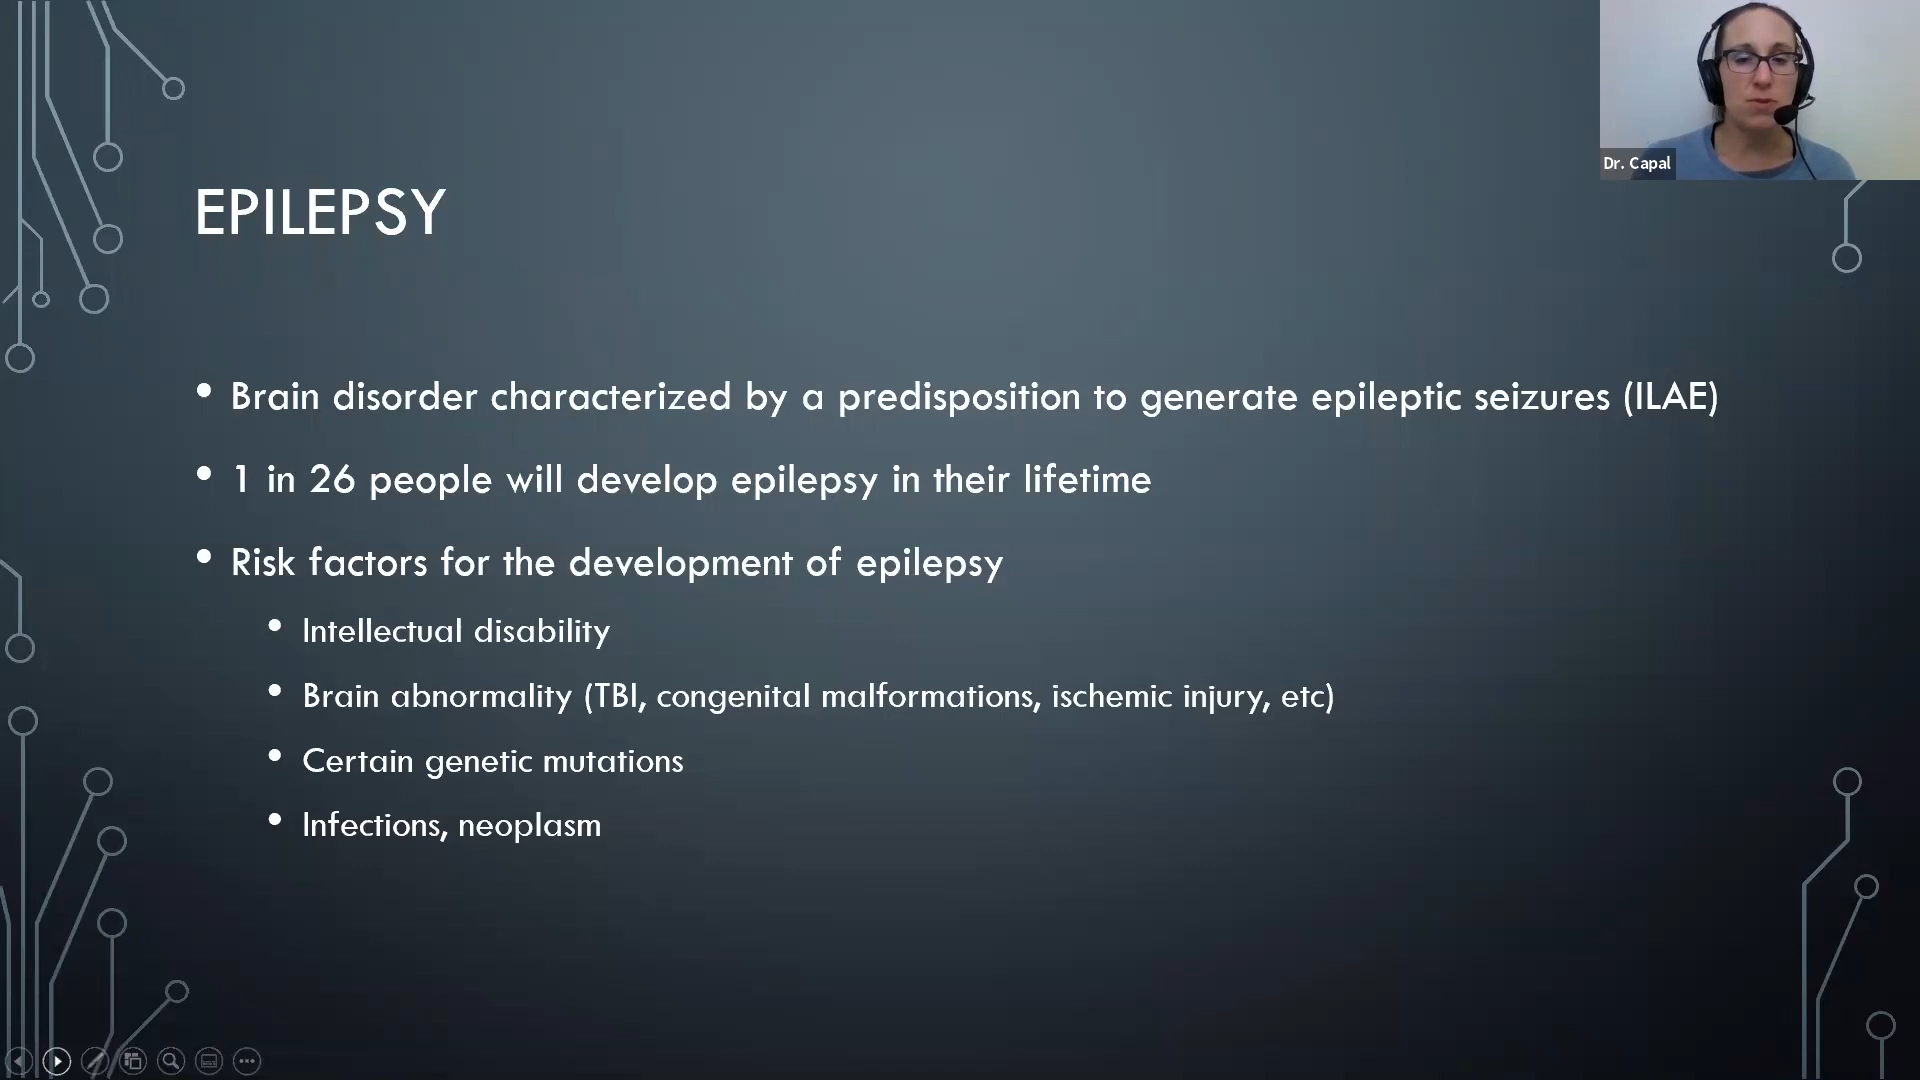 Dr. Capal
EPILEPSY
• Brain disorder characterized by a predisposition to generate epileptic seizures (ILAE)
• 1 in 26 people will develop epilepsy in their lifetime
• Risk factors for the development of epilepsy
• Intellectual disability
• Brain abnormality (TBI, congenital malformations, ischemic injury, etc)
• Certain genetic mutations
• Infections, neoplasm